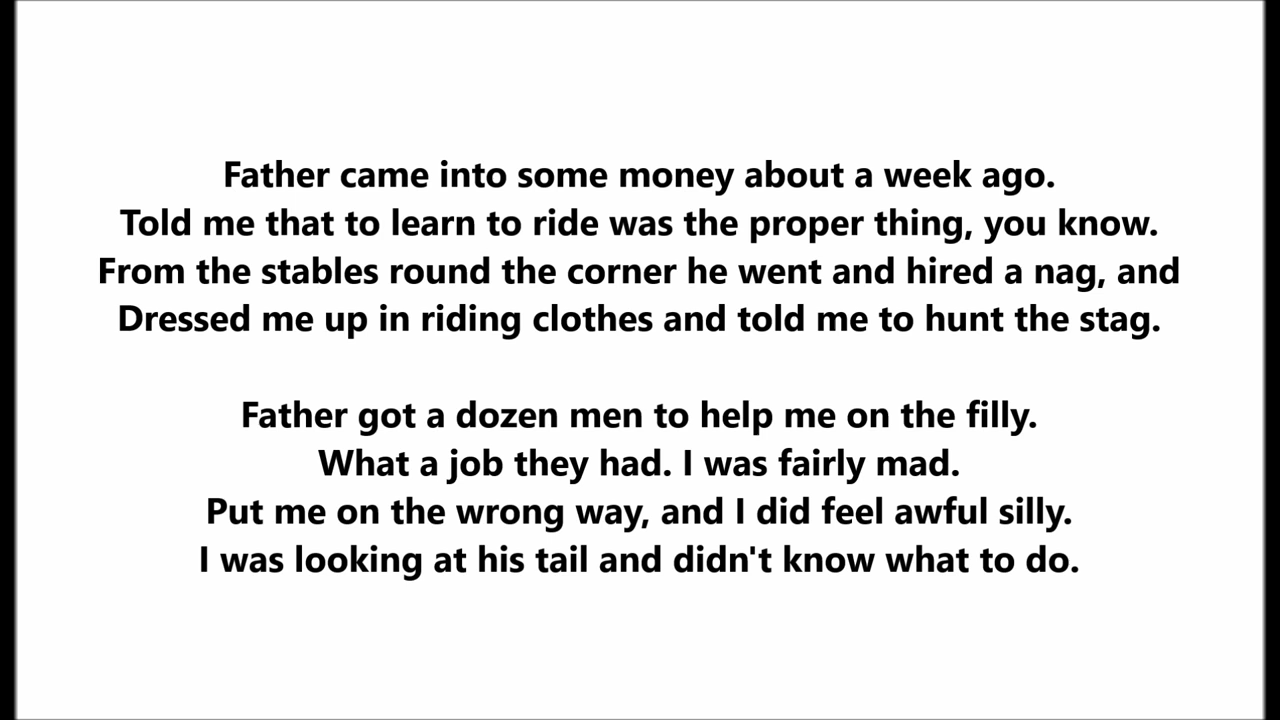 Father came into some money about a week ago.
Told me that to learn to ride was the proper thing, you know.
From the stables round the corner he went and hired a nag, and
Dressed me up in riding clothes and told me to hunt the stag.
Father got a dozen men to help me on the filly.
What a job they had. I was fairly mad.
Put me on the wrong way, and I did feel awful silly.
I was looking at his tail and didn't know what to do.